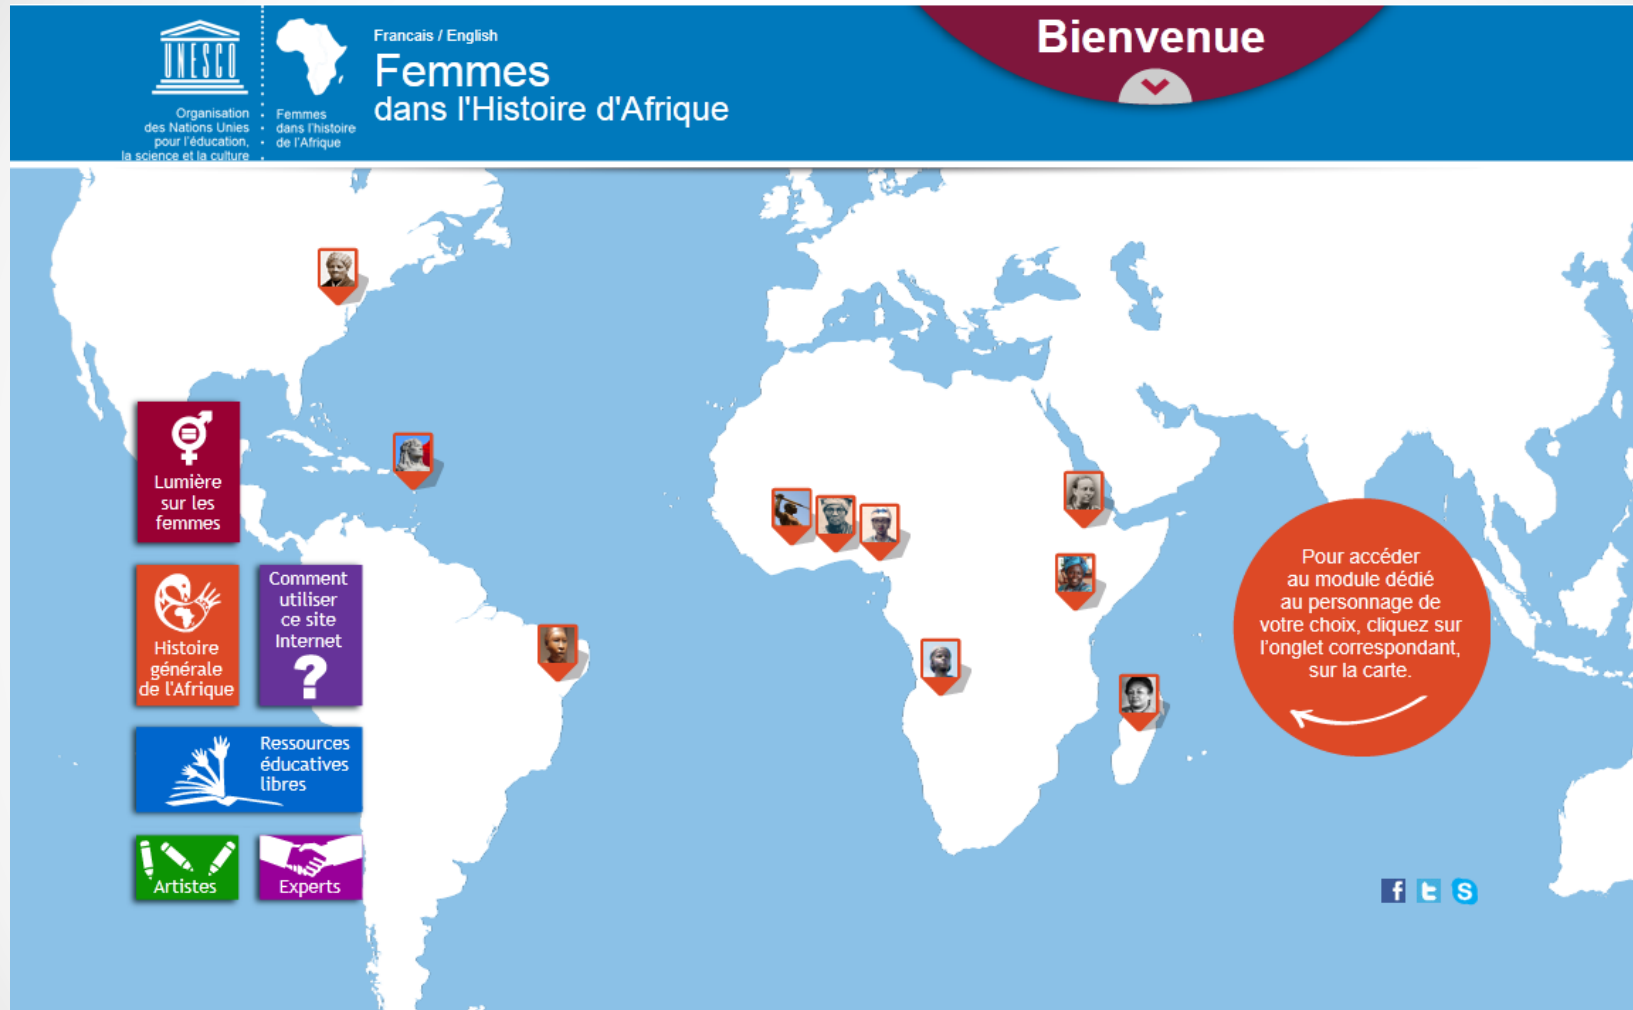 UNESCO
Organisation
des Nations Unies
pour l'éducation,
la science et la culture
Femmes
dans l'histoire
de l'Afrique
Francais / English
Femmes
dans l'Histoire d'Afrique
Bienvenue
Lumière
sur les
femmes
Histoire
générale
de l'Afrique
Comment
utiliser
ce site
Internet
?
Ressources
éducatives
libres
Artistes
Experts
Pour accéder
au module dédié
au personnage de
votre choix, cliquez sur
l'onglet correspondant,
sur la carte.
f
t
S